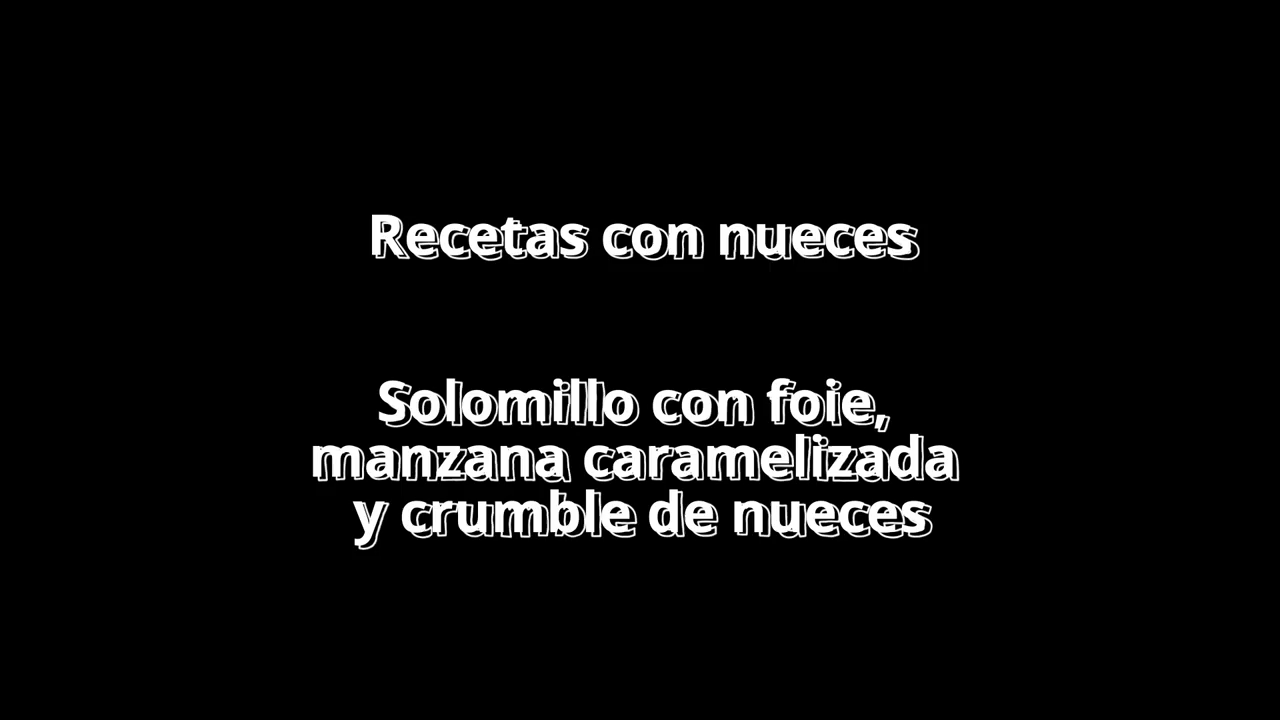 Recetas con nueces
Solomillo con foie,
manzana caramelizada
y crumble de nueces